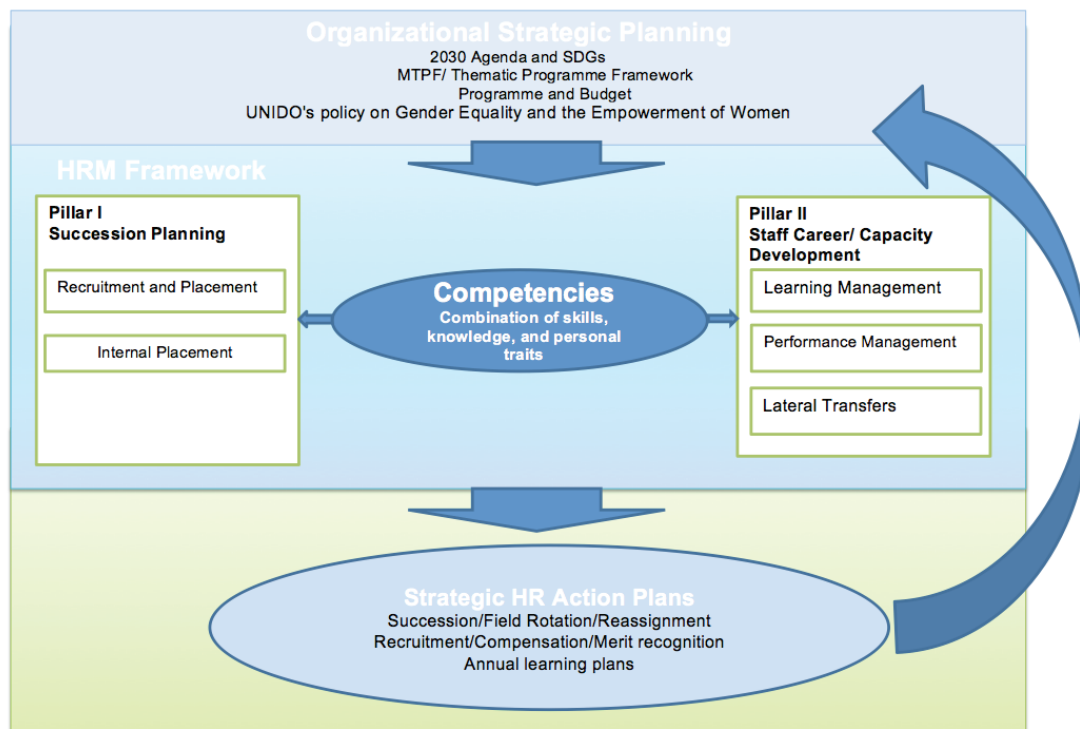 Organizational Strategic Planning
2030 Agenda and SDGs
MTPF/ Thematic Programme Framework
Programme and Budget
UNIDO's policy on Gender Equality and the Empowerment of Women
HRM Framework
Pillar I
Succession Planning
Recruitment and Placement
Internal Placement
Competencies
Combination of skills,
knowledge, and personal
traits
Pillar II
Staff Career/ Capacity
Development
Learning Management
Performance Management
Lateral Transfers
Strategic HR Action Plans
Succession/Field Rotation/Reassignment
Recruitment/Compensation/Merit recognition
Annual learning plans